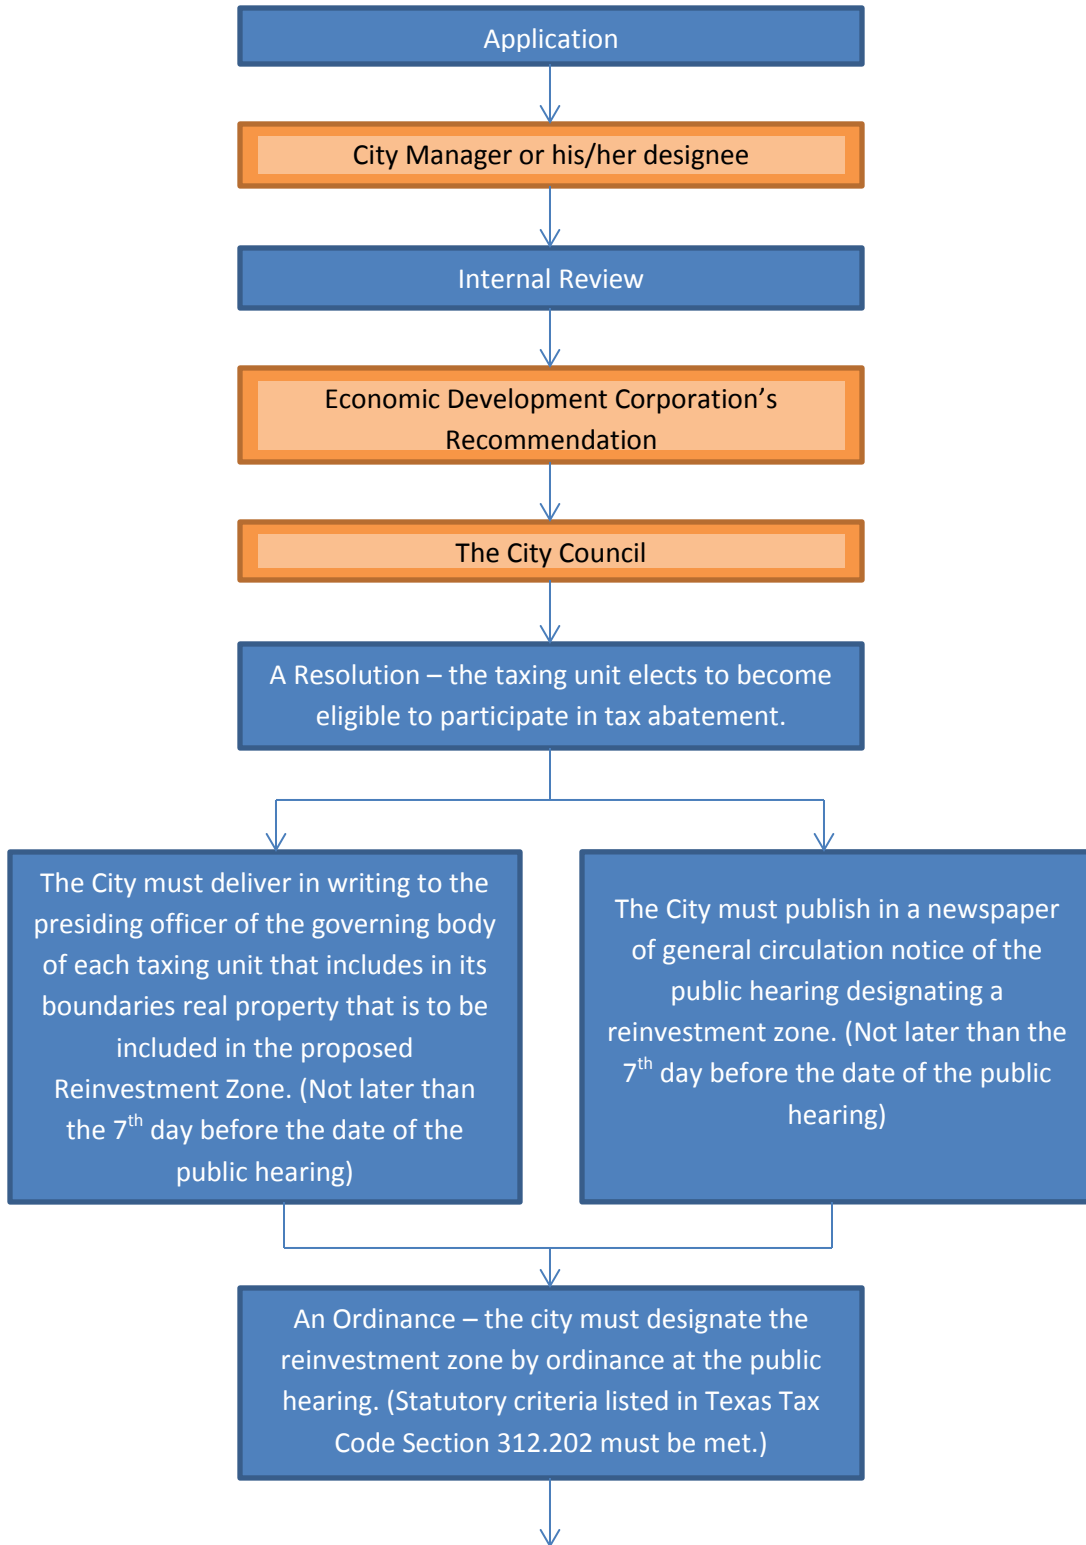 Application
City Manager or his/her designee
Internal Review
Economic Development Corporation’s
Recommendation
The City Council
A Resolution – the taxing unit elects to become
eligible to participate in tax abatement.
The City must deliver in writing to the
presiding officer of the governing body
of each taxing unit that includes in its
boundaries real property that is to be
included in the proposed
Reinvestment Zone. (Not later than
the 7th day before the date of the
public hearing)
The City must publish in a newspaper
of general circulation notice of the
public hearing designating a
reinvestment zone. (Not later than the
7th day before the date of the public
hearing)
An Ordinance – the city must designate the
reinvestment zone by ordinance at the public
hearing. (Statutory criteria listed in Texas Tax
Code Section 312.202 must be met.)